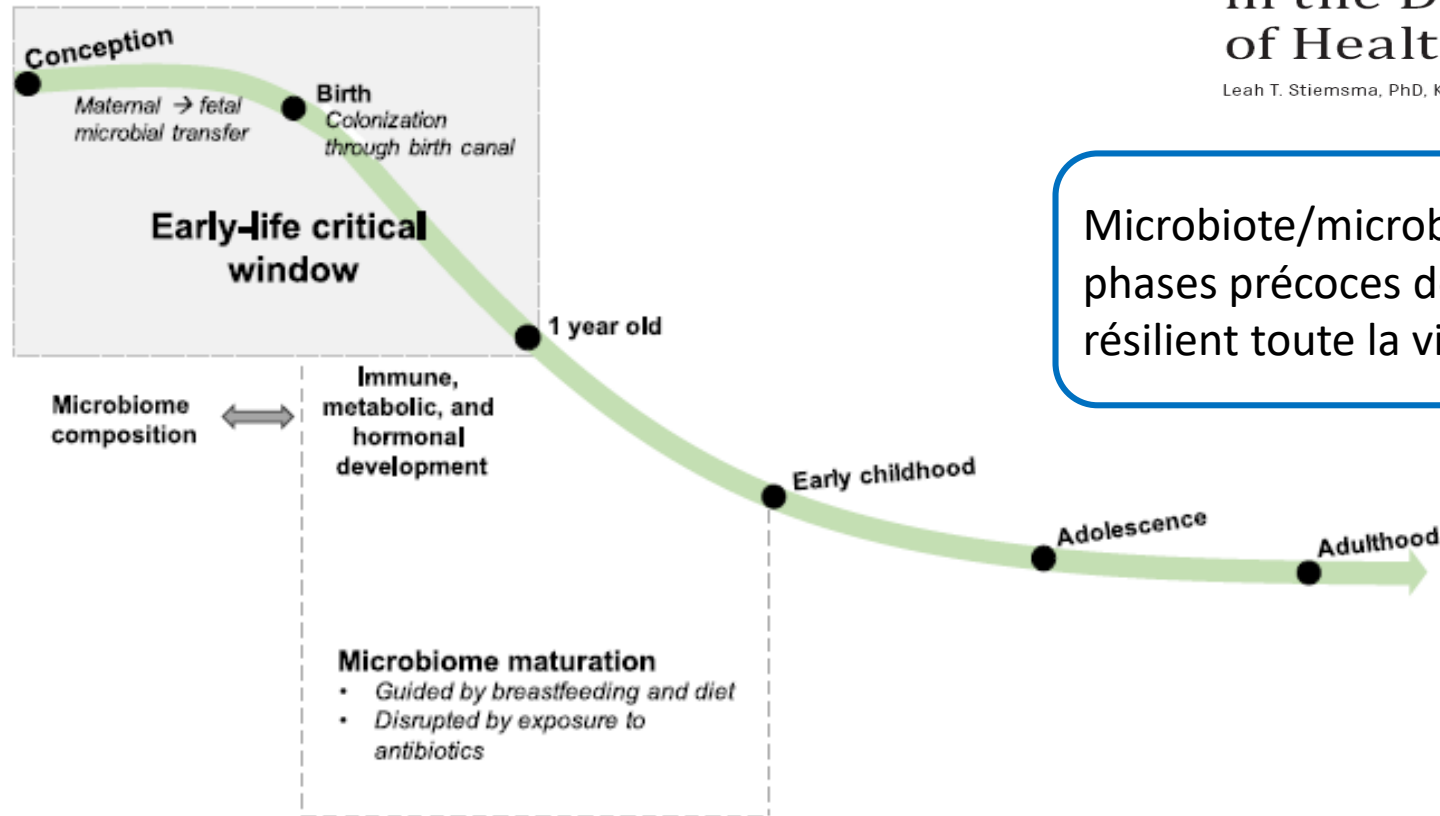 in the D
of Healt
Leah T. Stiemsma, PhD, K
Conception
Maternal → fetal
microbial transfer
Birth
Colonization
through birth canal
Early-life critical
window
1 year old
Microbiote/microb
phases précoces d
résilient toute la vi
Microbiome
composition
Immune,
metabolic, and
hormonal
development
Early childhood
Adolescence
Adulthood
Microbiome maturation
• Guided by breastfeeding and diet
• Disrupted by exposure to
antibiotics